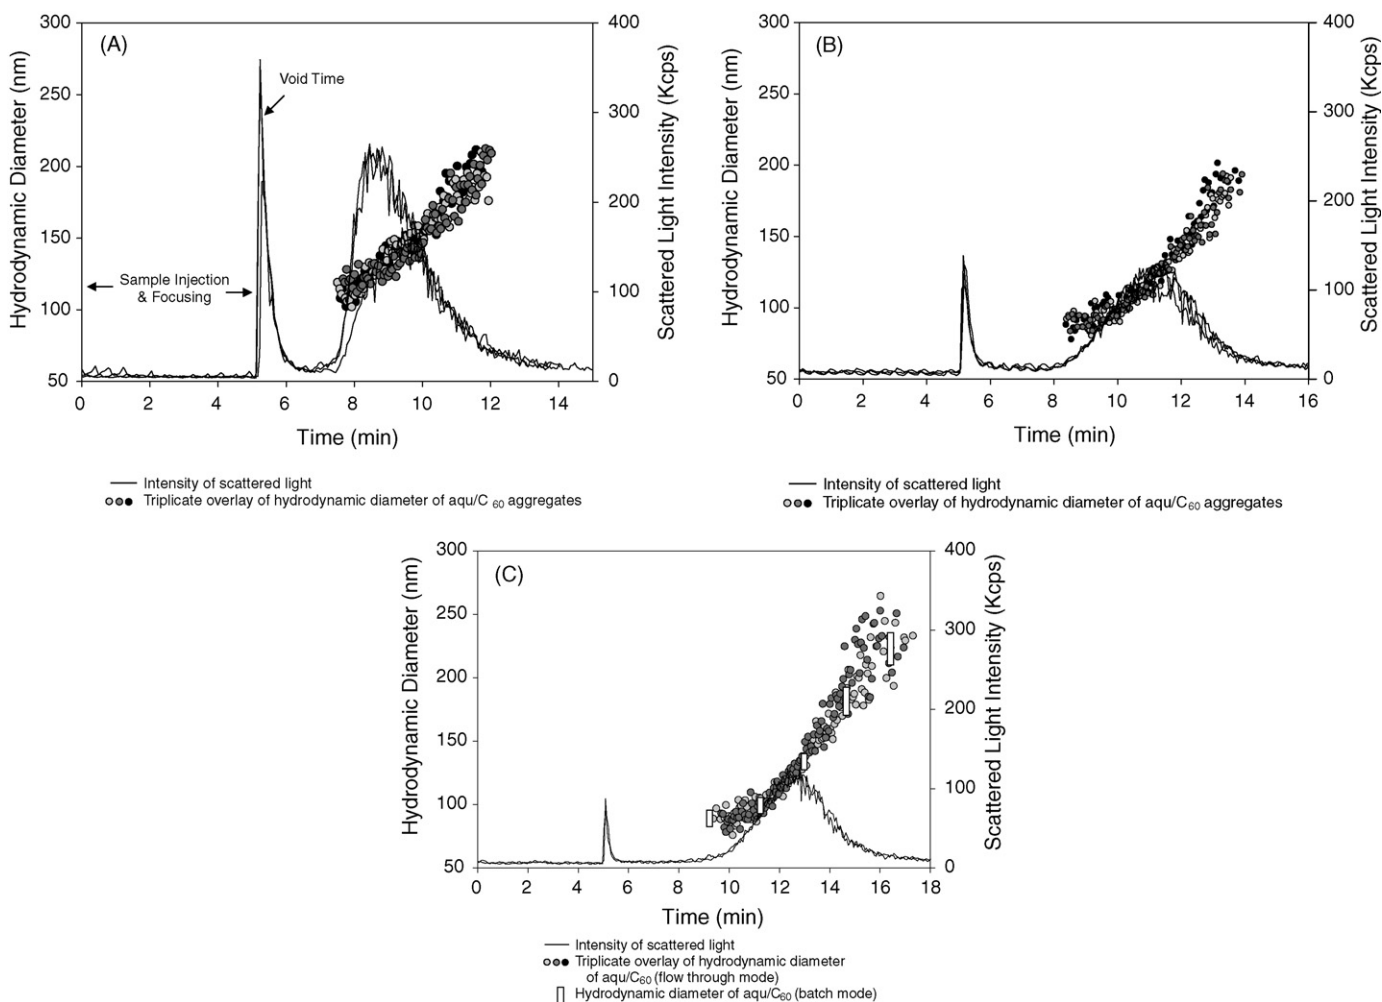 (A)
Hydrodynamic Diameter (nm)
300
250
200
150
100
50
Void Time
Sample Injection
& Focusing
400
300
200
100
0
Scattered Light Intensity (Kcps)
0 2 4 6 8 10 12 14
Time (min)
Intensity of scattered light
Triplicate overlay of hydrodynamic diameter of aqu/C60 aggregates
(B)
Hydrodynamic Diameter (nm)
300
250
200
150
100
50
400
300
200
100
0
Scattered Light Intensity (Kcps)
0 2 4 6 8 10 12 14 16
Time (min)
Intensity of scattered light
Triplicate overlay of hydrodynamic diameter of aqu/C60 aggregates
(C)
Hydrodynamic Diameter (nm)
300
250
200
150
100
50
400
300
200
100
0
Scattered Light Intensity (Kcps)
0 2 4 6 8 10 12 14 16 18
Time (min)
Intensity of scattered light
Triplicate overlay of hydrodynamic diameter
of aqu/C60 (flow through mode)
Hydrodynamic diameter of aqu/C60 (batch mode)